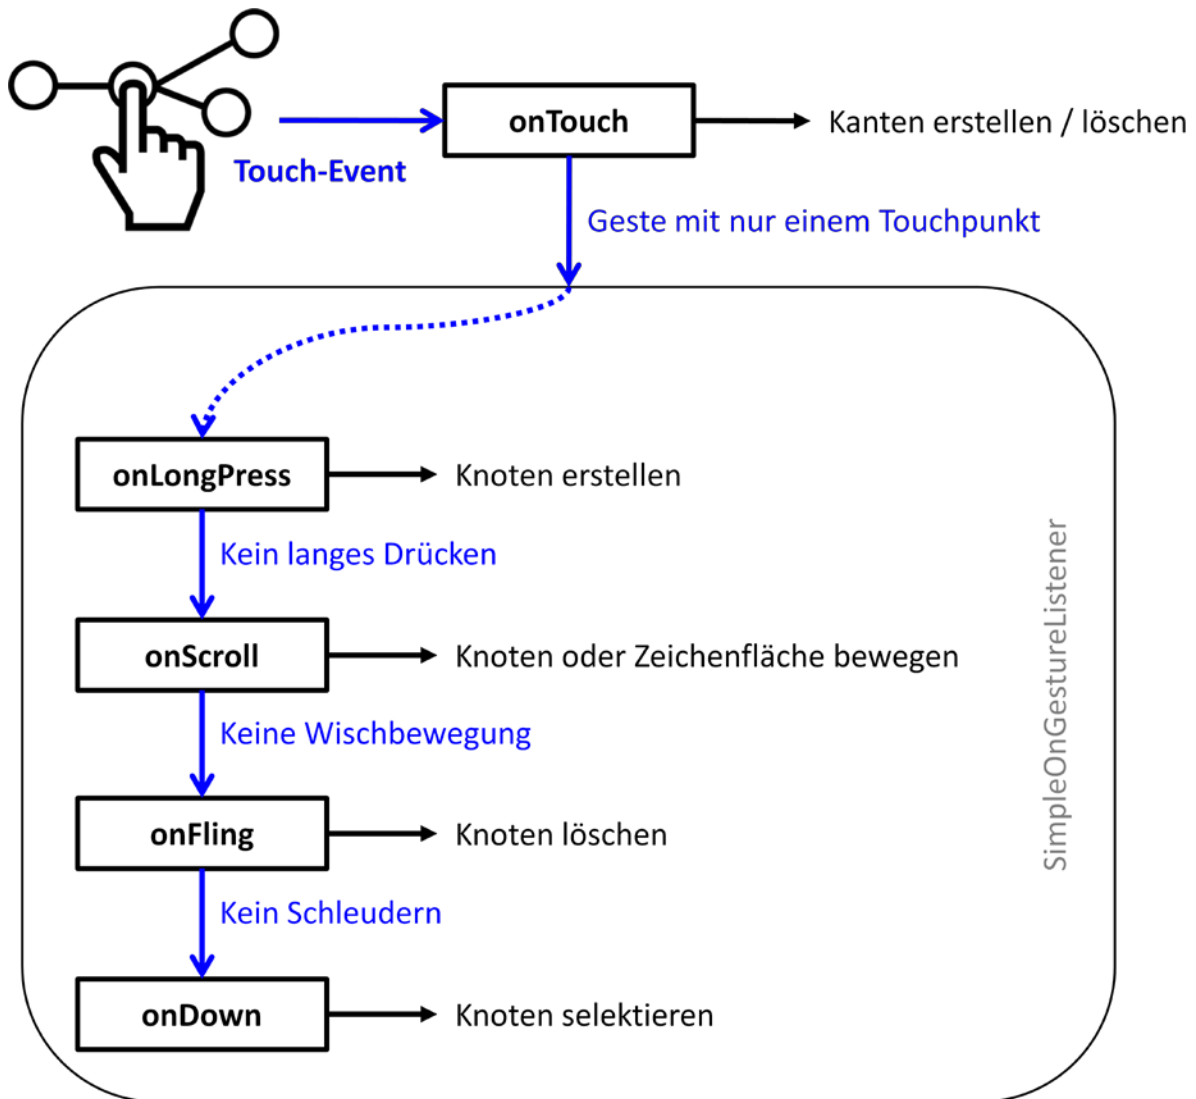 onTouch
Kanten erstellen / löschen
Touch-Event
Geste mit nur einem Touchpunkt
onLongPress
Knoten erstellen
Kein langes Drücken
onScroll
Knoten oder Zeichenfläche bewegen
Keine Wischbewegung
onFling
Knoten löschen
Kein Schleudern
onDown
Knoten selektieren
SimpleOnGestureListener